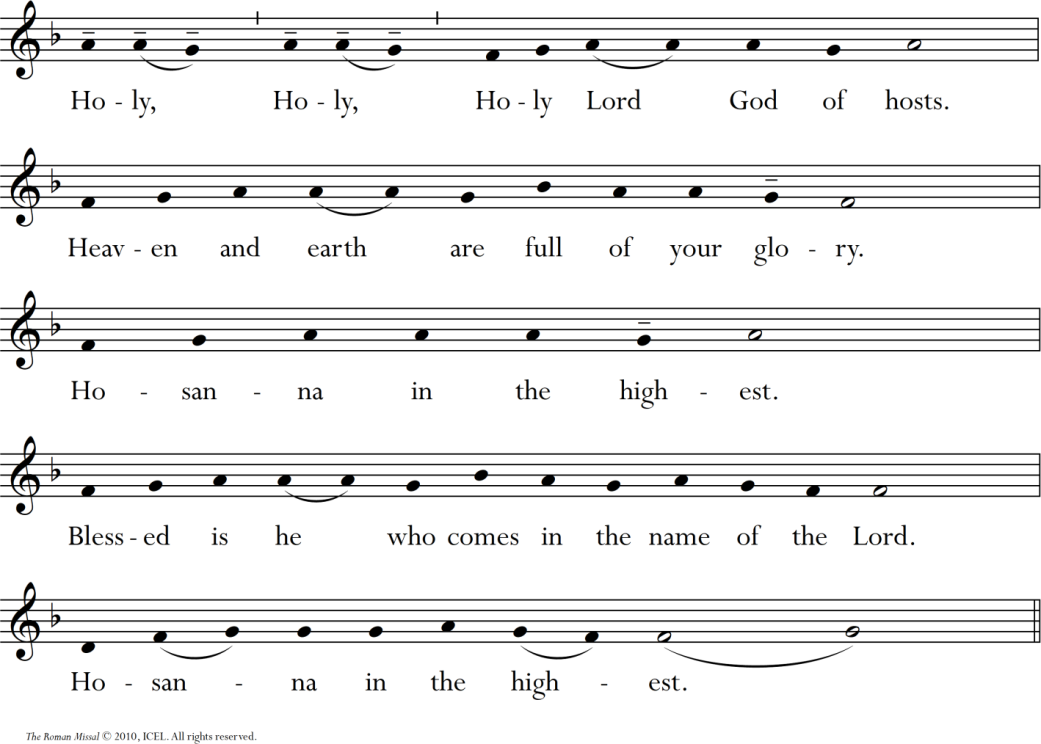 Ho - ly, Ho - ly, Ho - ly Lord God of hosts.
Heav - en and earth are full of your glo - ry.
Ho - san - na in the high - est.
Bless - ed is he who comes in the name of the Lord.
Ho - san - na in the high - est.
The Roman Missal © 2010, ICEL. All rights reserved.